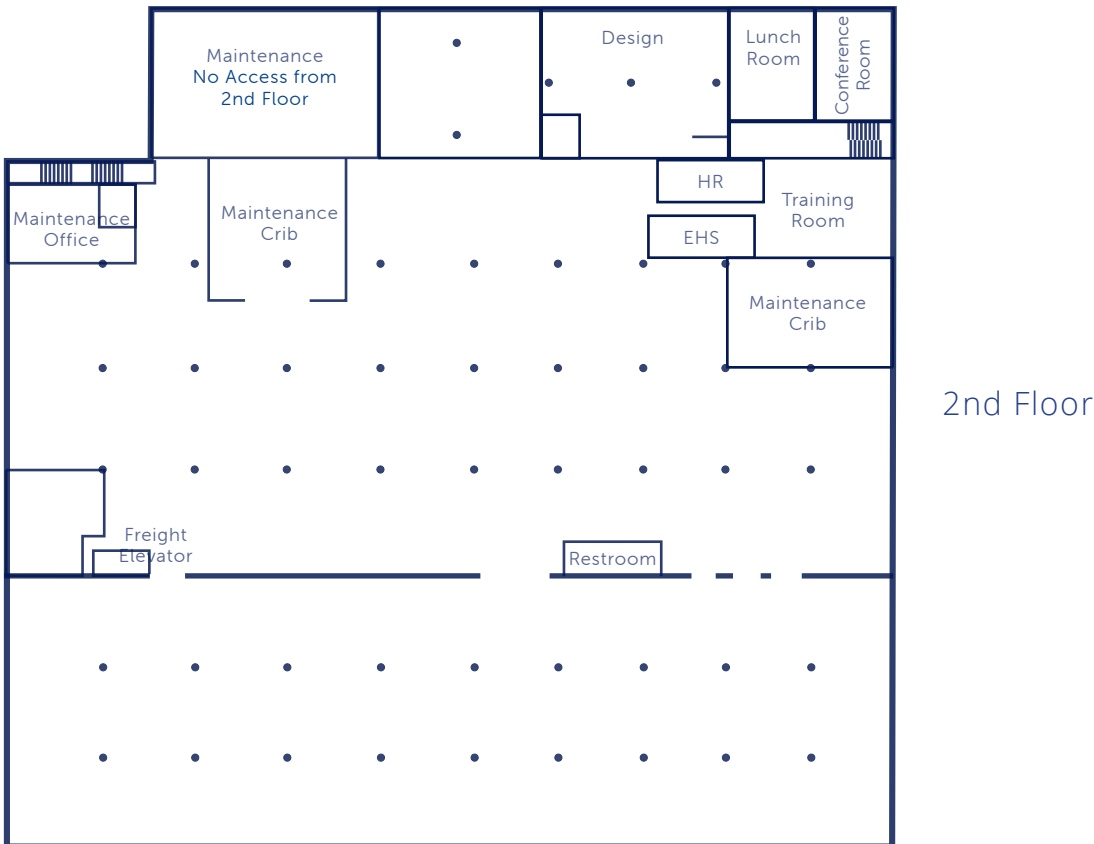 Maintenance
No Access from
2nd Floor
Design
Lunch
Room
Conference
Room
HR
Training
Room
Maintenance
Office
Maintenance
Crib
EHS
Maintenance
Crib
2nd Floor
Freight
Elevator
Restroom